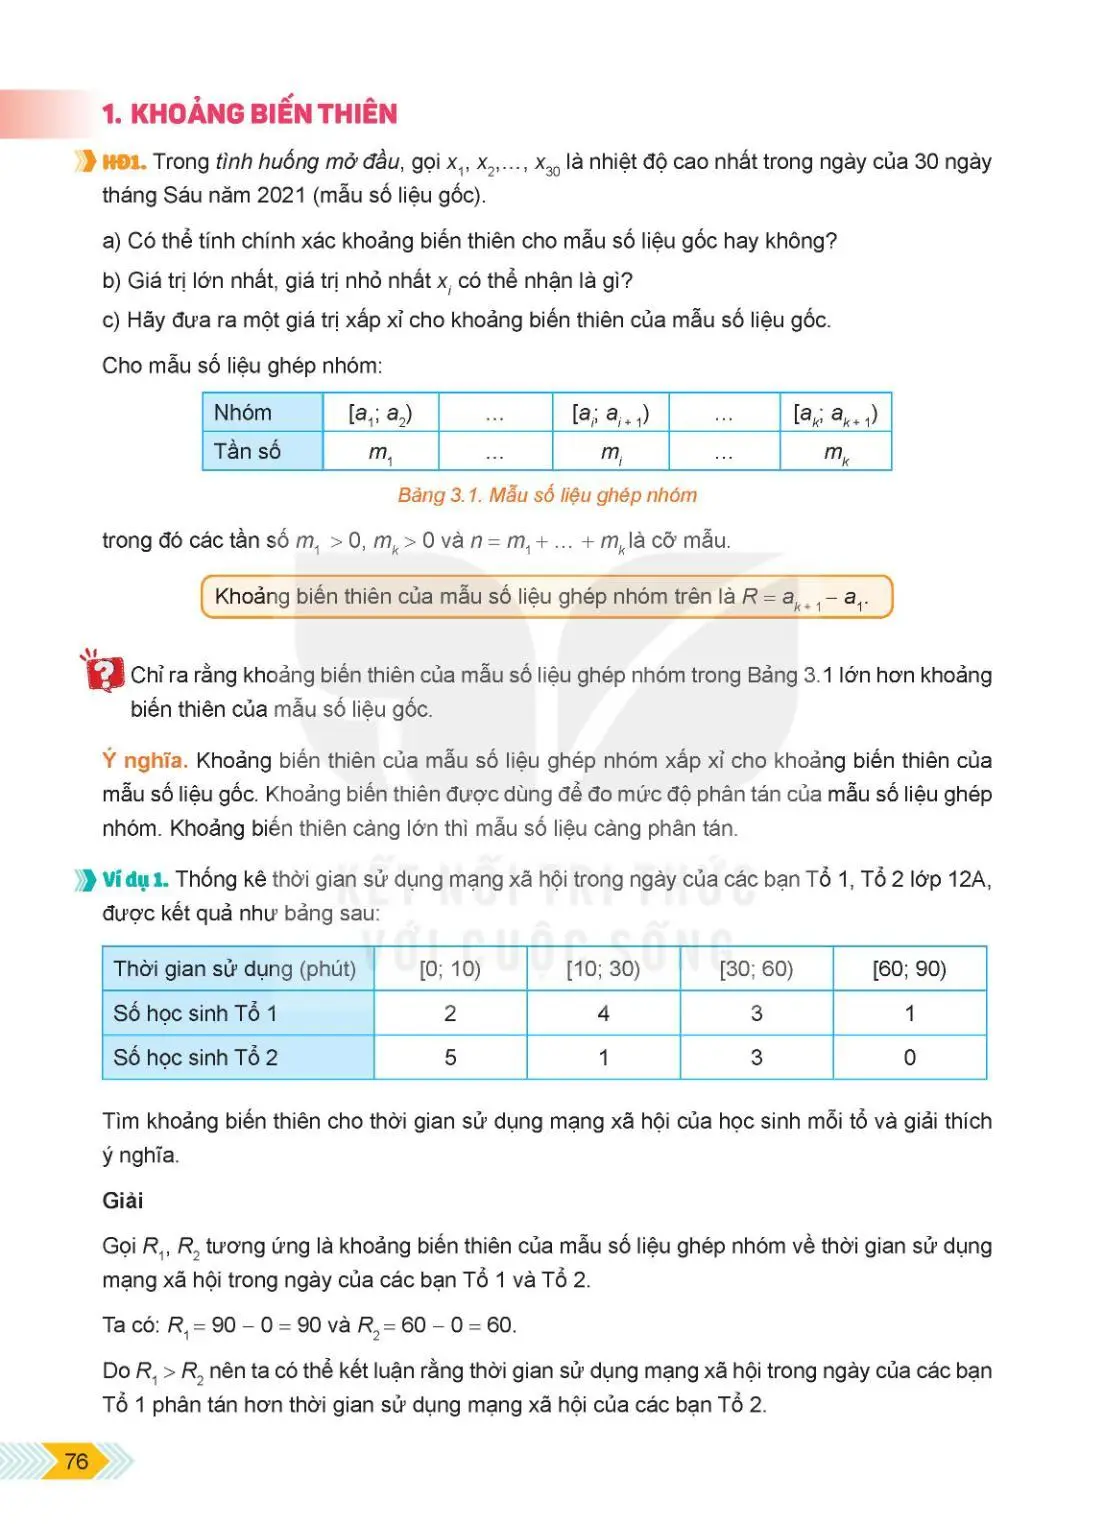 1. KHOẢNG BIẾN THIÊN
HĐ1. Trong tình huống mở đầu, gọi x₁, x₂,..., x₃₀ là nhiệt độ cao nhất trong ngày của 30 ngày
tháng Sáu năm 2021 (mẫu số liệu gốc).
a) Có thể tính chính xác khoảng biến thiên cho mẫu số liệu gốc hay không?
b) Giá trị lớn nhất, giá trị nhỏ nhất xᵢ có thể nhận là gì?
c) Hãy đưa ra một giá trị xấp xỉ cho khoảng biến thiên của mẫu số liệu gốc.
Cho mẫu số liệu ghép nhóm:
Nhóm [a₁; a₂) ... [aᵢ; aᵢ₊₁) ... [aₖ; aₖ₊₁)
Tần số m₁ ... mᵢ ... mₖ
Bảng 3.1. Mẫu số liệu ghép nhóm
trong đó các tần số m₁ > 0, mₖ > 0 và n = m₁ + ... + mₖ là cỡ mẫu.
Khoảng biến thiên của mẫu số liệu ghép nhóm trên là R = aₖ₊₁ – a₁.
? Chỉ ra rằng khoảng biến thiên của mẫu số liệu ghép nhóm trong Bảng 3.1 lớn hơn khoảng
biến thiên của mẫu số liệu gốc.
Ý nghĩa. Khoảng biến thiên của mẫu số liệu ghép nhóm xấp xỉ cho khoảng biến thiên của
mẫu số liệu gốc. Khoảng biến thiên được dùng để đo mức độ phân tán của mẫu số liệu ghép
nhóm. Khoảng biến thiên càng lớn thì mẫu số liệu càng phân tán.
KẾT NỐI TRI THỨC
VỚI CUỘC SỐNG
Ví dụ 1. Thống kê thời gian sử dụng mạng xã hội trong ngày của các bạn Tổ 1, Tổ 2 lớp 12A,
được kết quả như bảng sau:
Thời gian sử dụng (phút) [0; 10) [10; 30) [30; 60) [60; 90)
Số học sinh Tổ 1 2 4 3 1
Số học sinh Tổ 2 5 1 3 0
Tìm khoảng biến thiên cho thời gian sử dụng mạng xã hội của học sinh mỗi tổ và giải thích
ý nghĩa.
Giải
Gọi R₁, R₂ tương ứng là khoảng biến thiên của mẫu số liệu ghép nhóm về thời gian sử dụng
mạng xã hội trong ngày của các bạn Tổ 1 và Tổ 2.
Ta có: R₁ = 90 – 0 = 90 và R₂ = 60 – 0 = 60.
Do R₁ > R₂ nên ta có thể kết luận rằng thời gian sử dụng mạng xã hội trong ngày của các bạn
Tổ 1 phân tán hơn thời gian sử dụng mạng xã hội của các bạn Tổ 2.
76